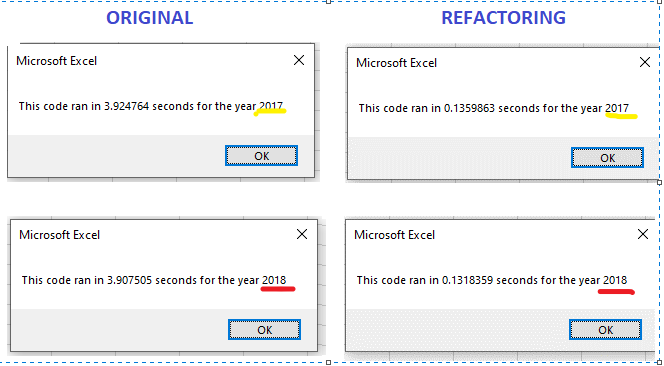 ORIGINAL
REFACTORING
Microsoft Excel
This code ran in 3.924764 seconds for the year 2017
OK
Microsoft Excel
This code ran in 0.1359863 seconds for the year 2017
OK
Microsoft Excel
This code ran in 3.907505 seconds for the year 2018
OK
Microsoft Excel
This code ran in 0.1318359 seconds for the year 2018
OK